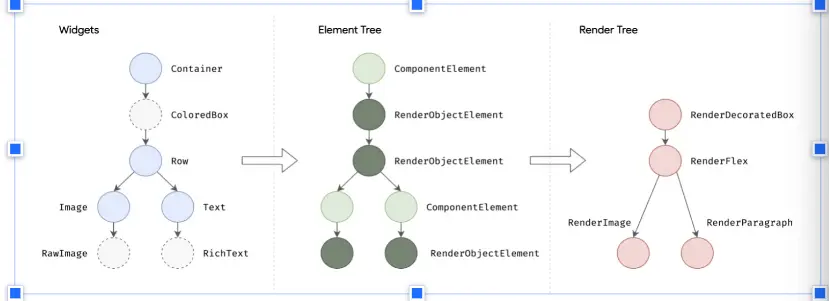 Widgets
Element Tree
Render Tree
Container
ComponentElement
ColoredBox
RenderObjectElement
RenderDecoratedBox
Row
RenderObjectElement
RenderFlex
Image
Text
ComponentElement
RenderImage
RenderParagraph
RawImage
RichText
RenderObjectElement